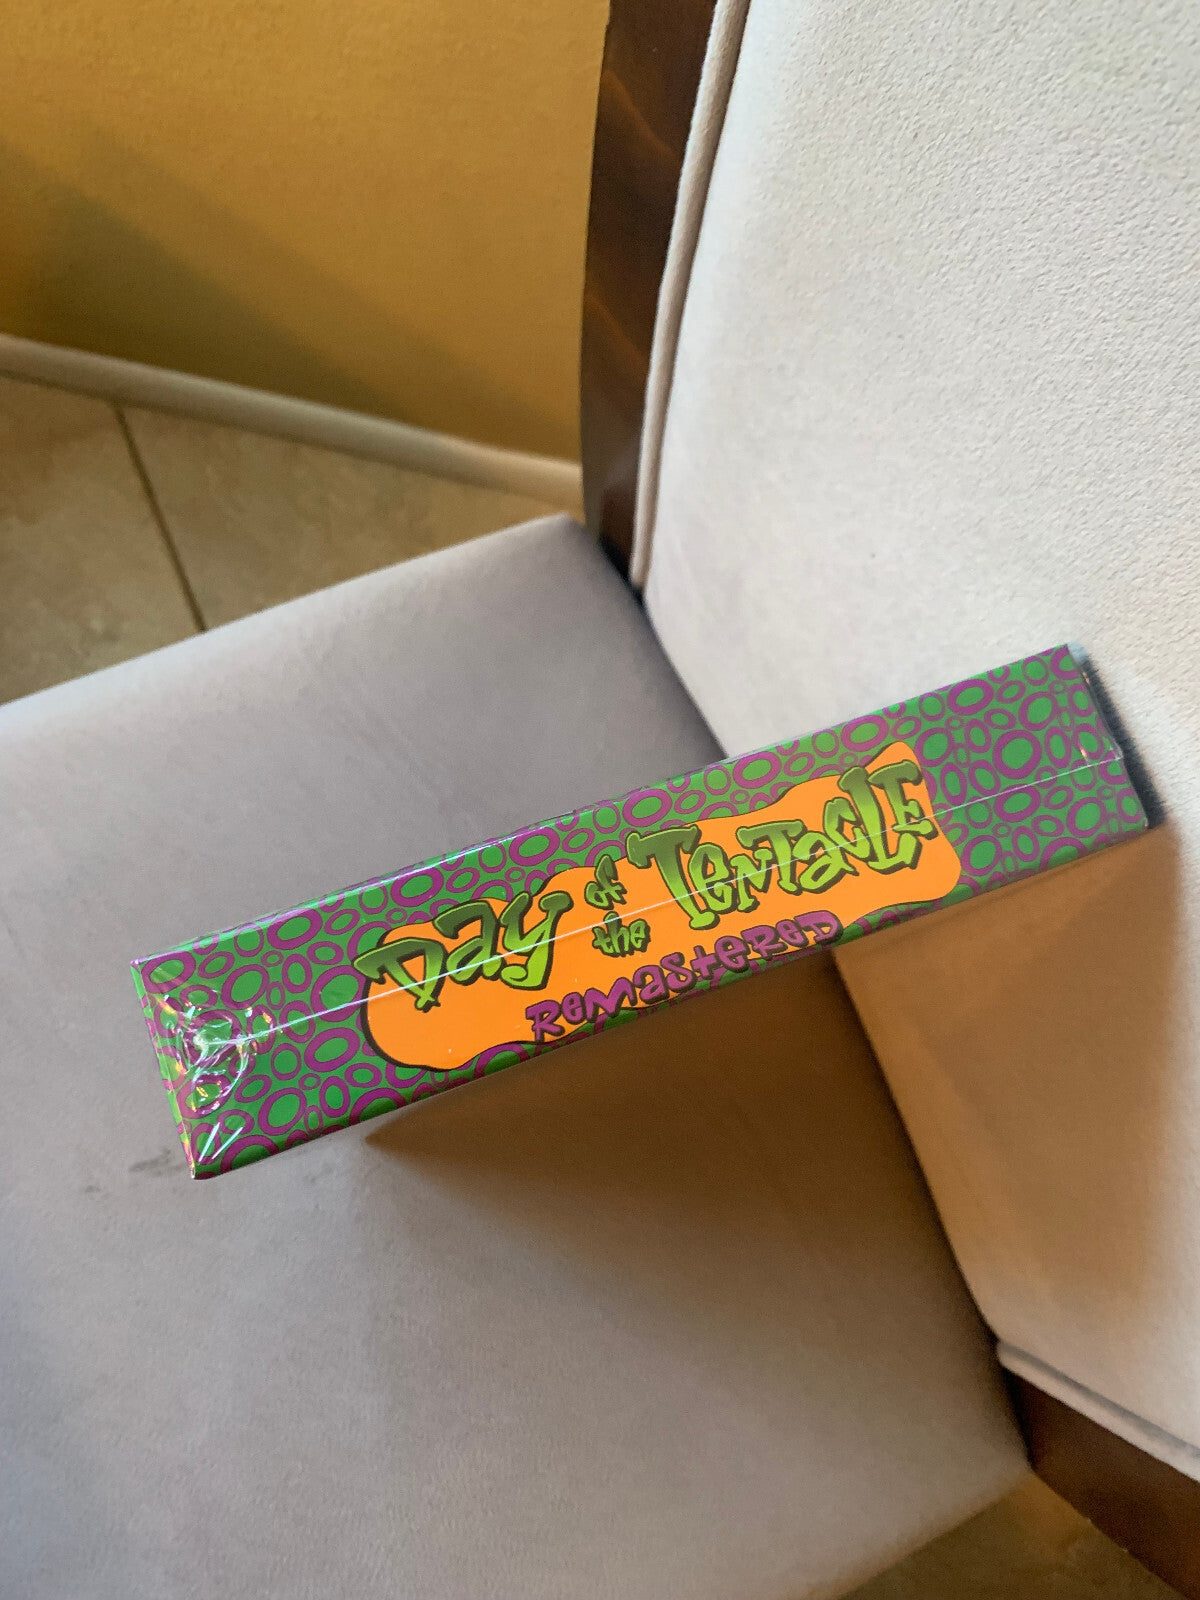 Day of the Tentacle
Remastered